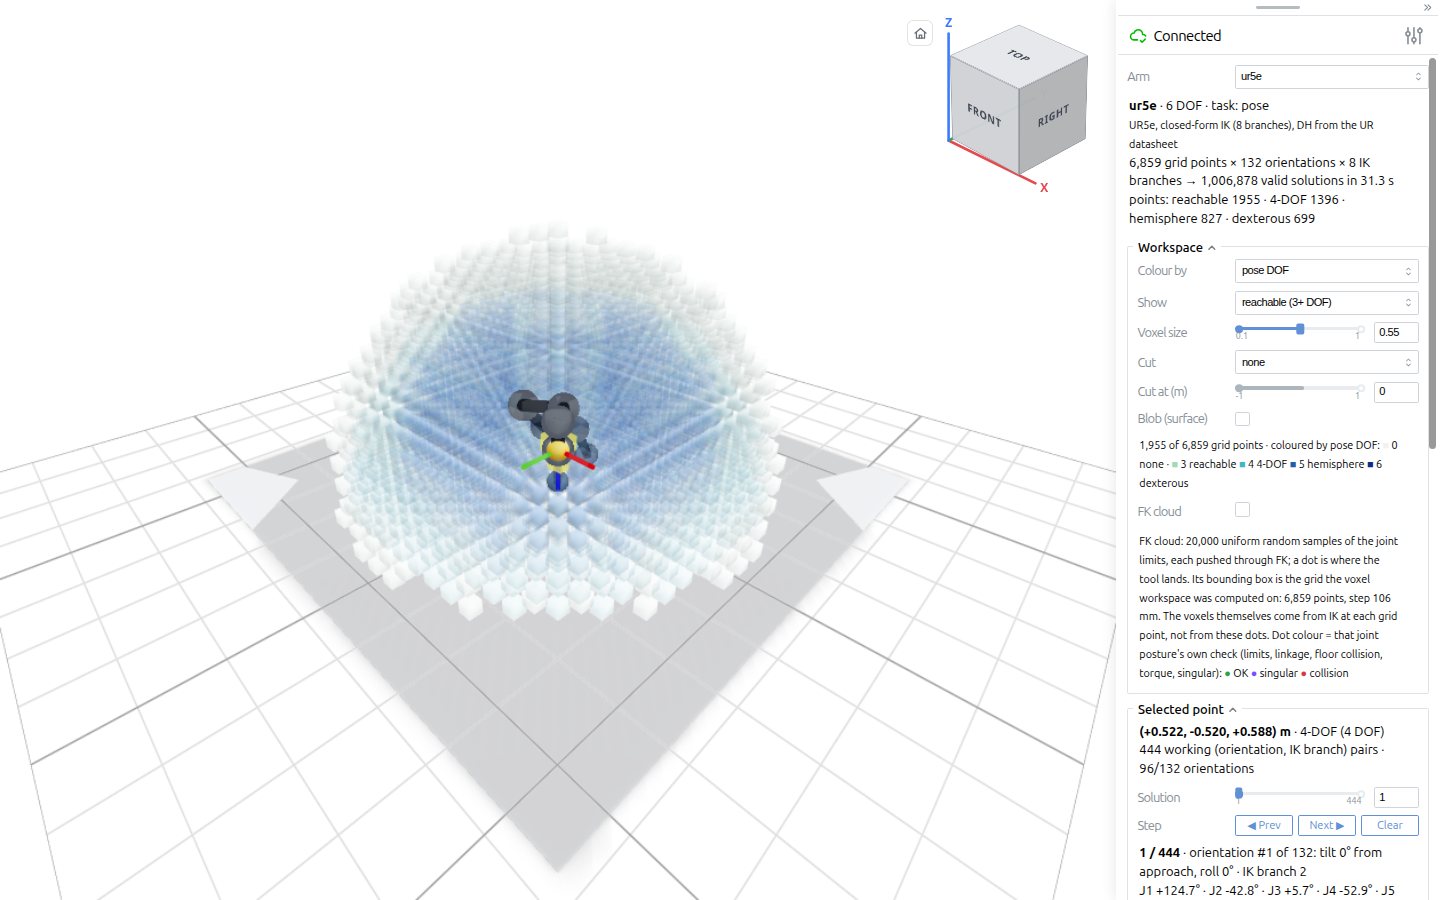 Z
TOP
FRONT
RIGHT
X
»
Connected
Arm
ur5e
ur5e · 6 DOF · task: pose
UR5e, closed-form IK (8 branches), DH from the UR
datasheet
6,859 grid points × 132 orientations × 8 IK
branches → 1,006,878 valid solutions in 31.3 s
points: reachable 1955 · 4-DOF 1396 ·
hemisphere 827 · dexterous 699
Workspace
Colour by
pose DOF
Show
reachable (3+ DOF)
Voxel size
0.1
1
0.55
Cut
none
Cut at (m)
-1
1
0
Blob (surface)
1,955 of 6,859 grid points · coloured by pose DOF: ■ 0
none · ■ 3 reachable ■ 4 4-DOF ■ 5 hemisphere ■ 6
dexterous
FK cloud
FK cloud: 20,000 uniform random samples of the joint
limits, each pushed through FK; a dot is where the
tool lands. Its bounding box is the grid the voxel
workspace was computed on: 6,859 points, step 106
mm. The voxels themselves come from IK at each grid
point, not from these dots. Dot colour = that joint
posture's own check (limits, linkage, floor collision,
torque, singular): ● OK ● singular ● collision
Selected point
(+0.522, -0.520, +0.588) m · 4-DOF (4 DOF)
444 working (orientation, IK branch) pairs ·
96/132 orientations
Solution
444
1
Step
◀ Prev
Next ▶
Clear
1 / 444 · orientation #1 of 132: tilt 0° from
approach, roll 0° · IK branch 2
J1 +124.7° · J2 -42.8° · J3 +5.7° · J4 -52.9° · J5